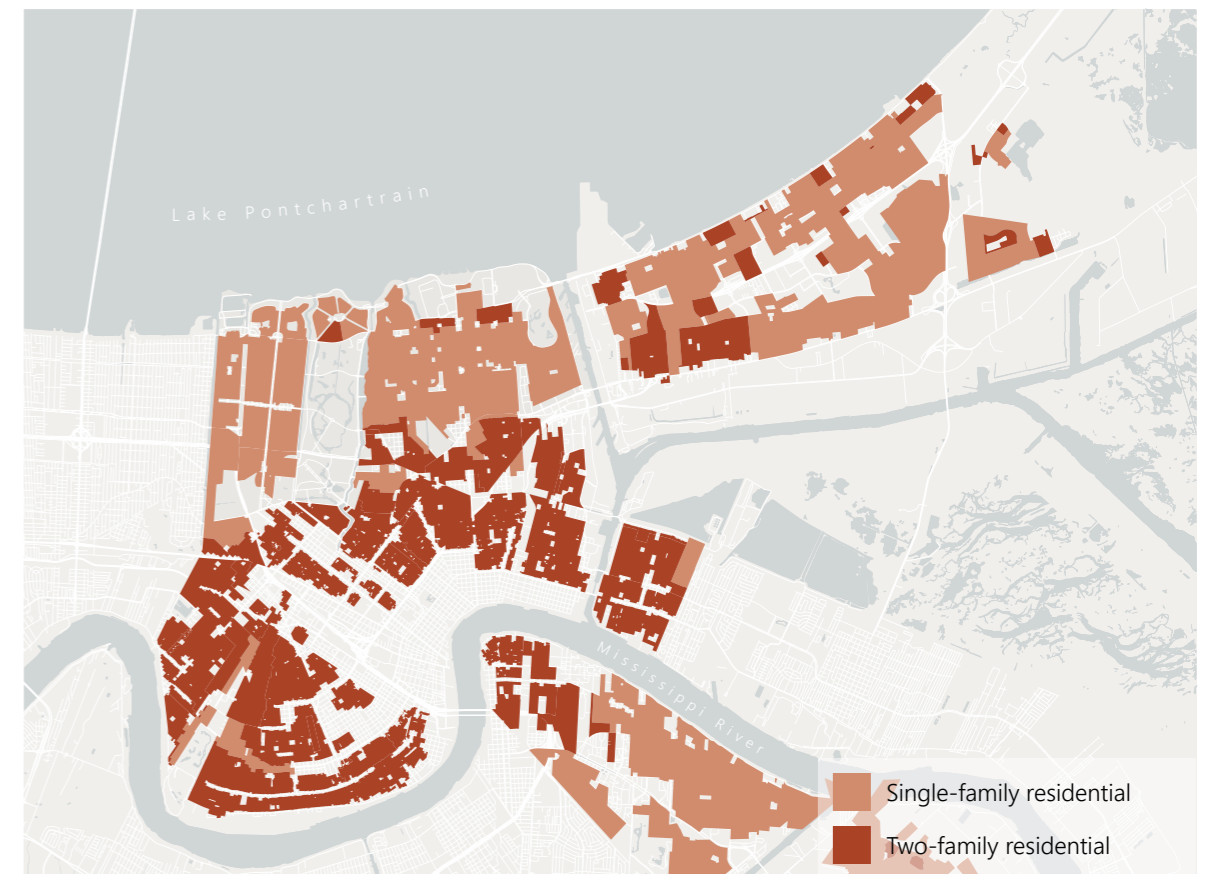 Lake Pontchartrain
Mississippi River
Single-family residential
Two-family residential